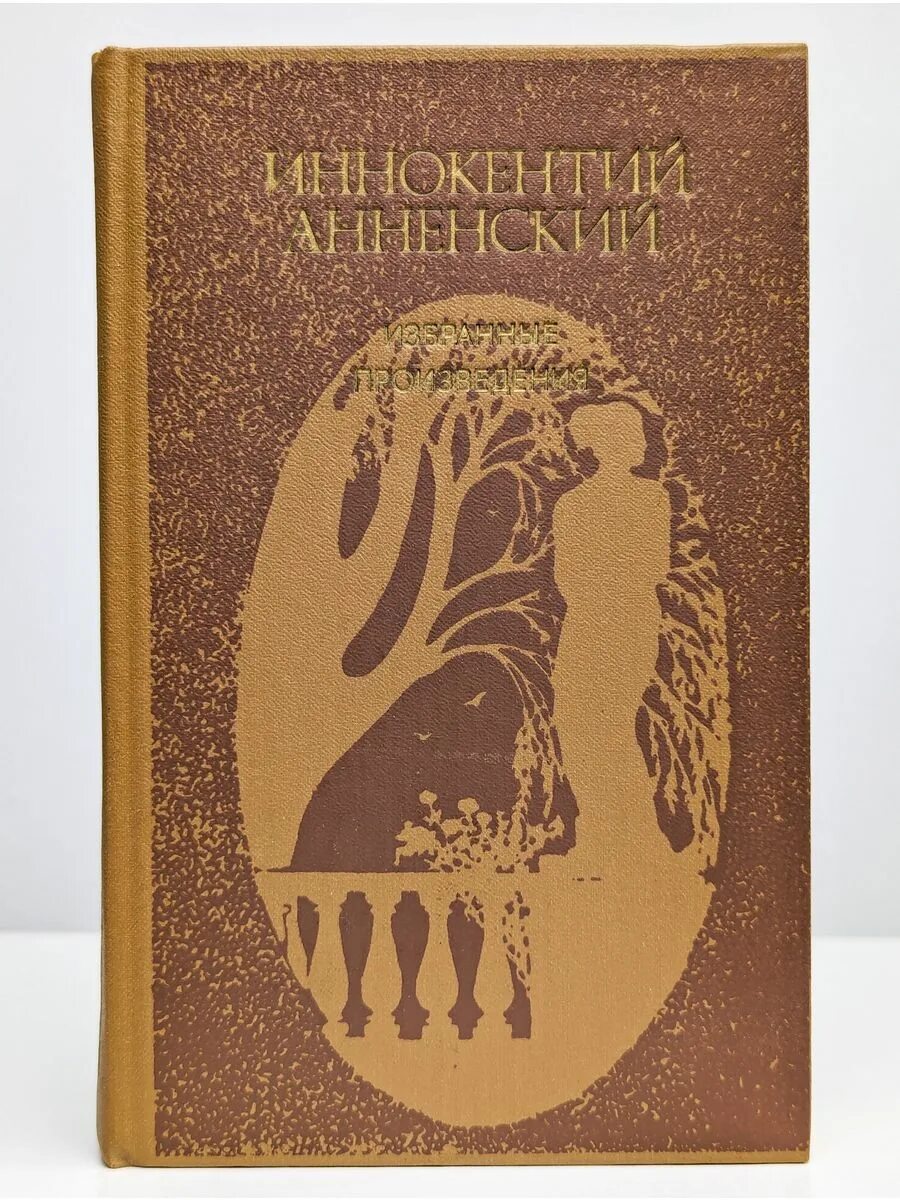 ИННОКЕНТИЙ
АННЕНСКИЙ
ИЗБРАННЫЕ
ПРОИЗВЕДЕНИЯ